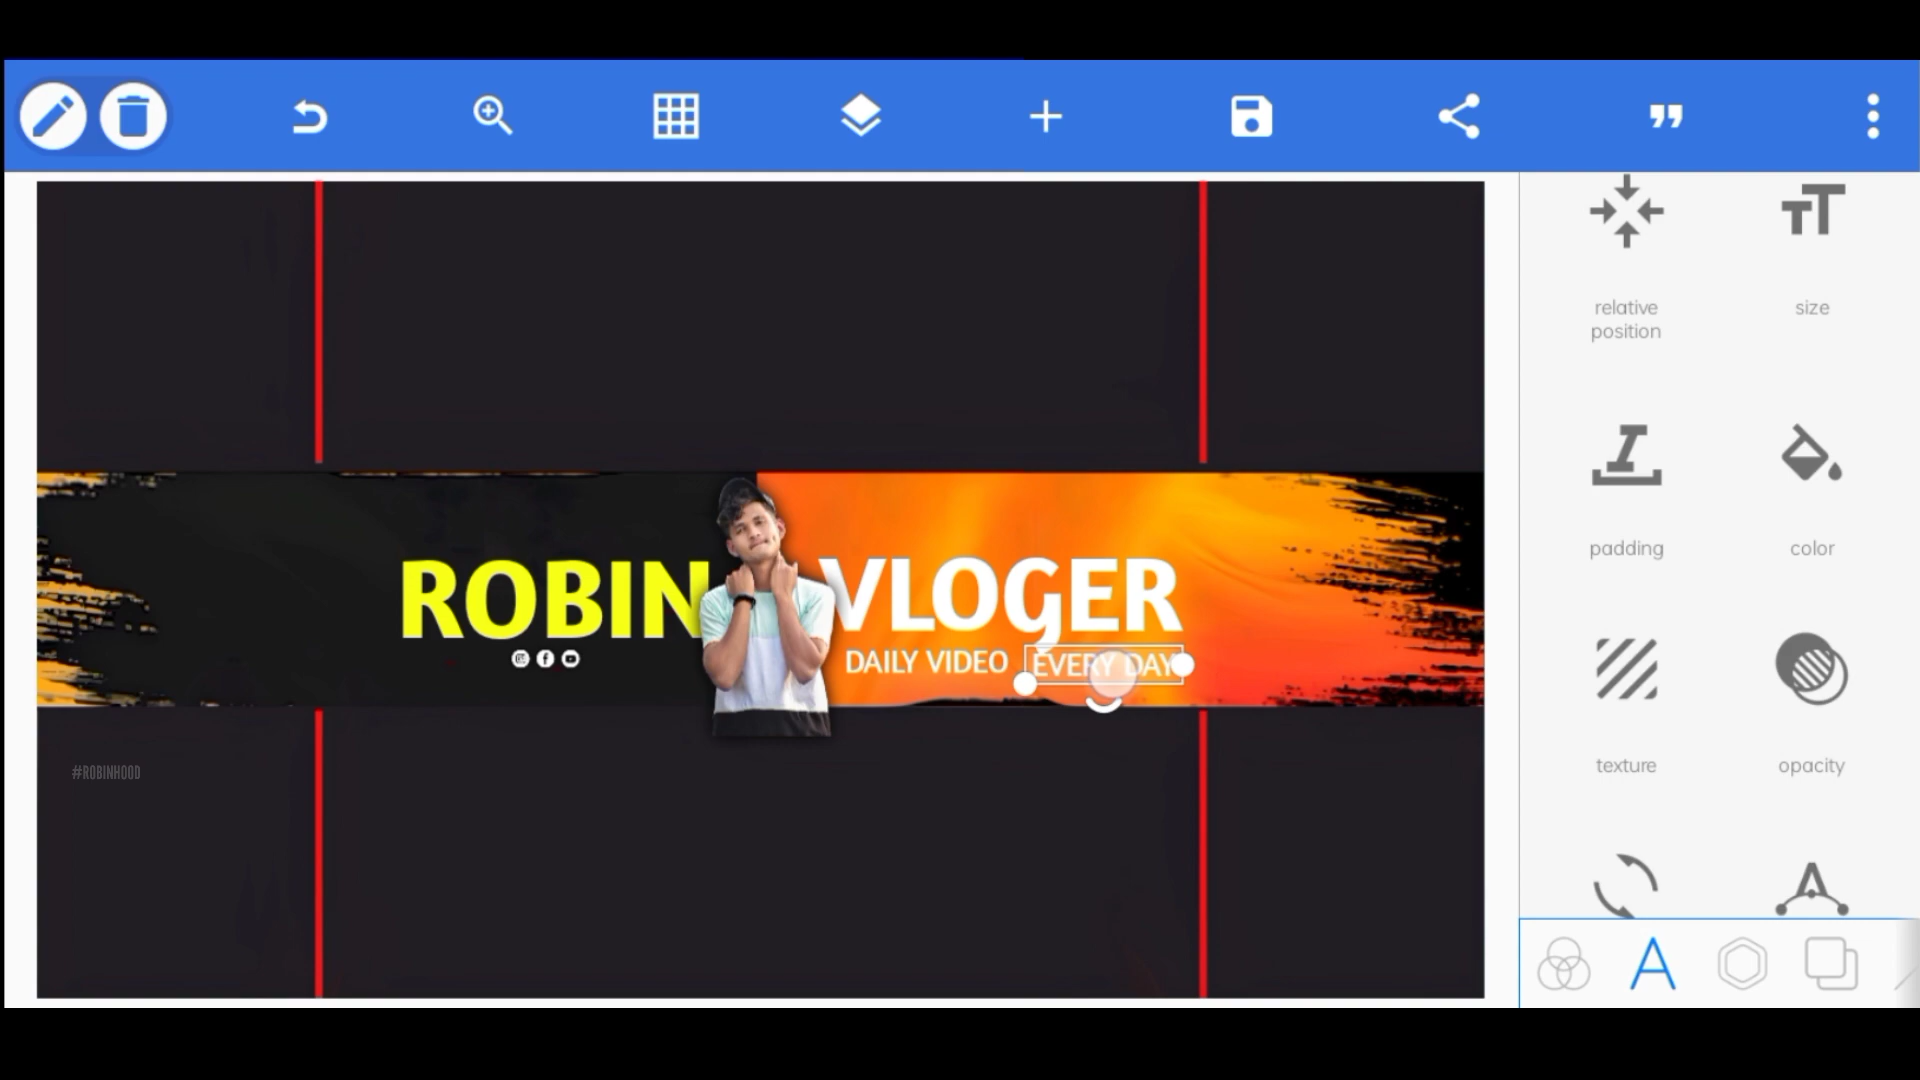 relative
position
size
padding
color
ROBIN VLOGER
DAILY VIDEO EVERY DAY
texture
opacity
#ROBINHOOD